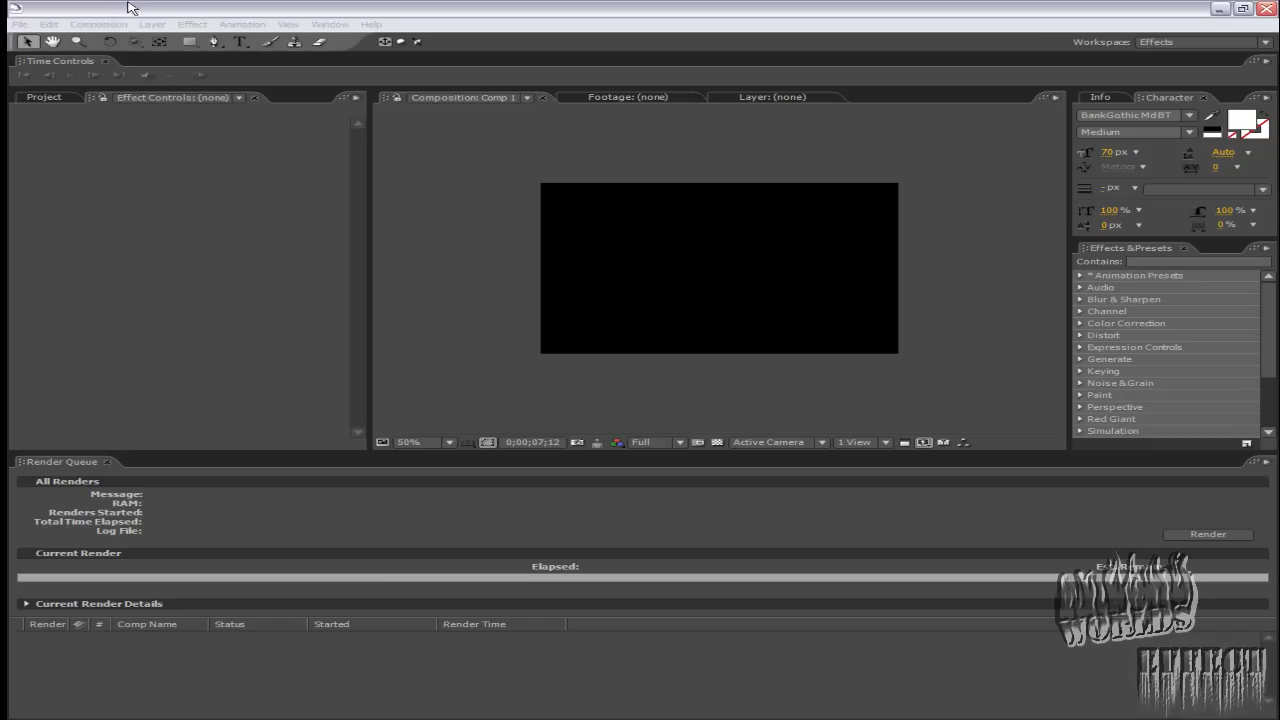 File Edit Composition Layer Effect Animation View Window Help
Workspace: Effects
Time Controls
Project Effect Controls: (none) Composition: Comp 1 Footage: (none) Layer: (none) Info Character
BankGothic Md BT
Medium
70 px Auto
Metrics 0
- px
100 % 100 %
0 px 0 %
Effects & Presets
Contains:
* Animation Presets
Audio
Blur & Sharpen
Channel
Color Correction
Distort
Expression Controls
Generate
Keying
Noise & Grain
Paint
Perspective
Red Giant
Simulation
50% 0;00;07;12 Full Active Camera 1 View
Render Queue
All Renders
Message:
RAM:
Renders Started:
Total Time Elapsed:
Log File:
Render
Current Render
Elapsed:
Current Render Details
Render # Comp Name Status Started Render Time
WORLDS
EFFECT